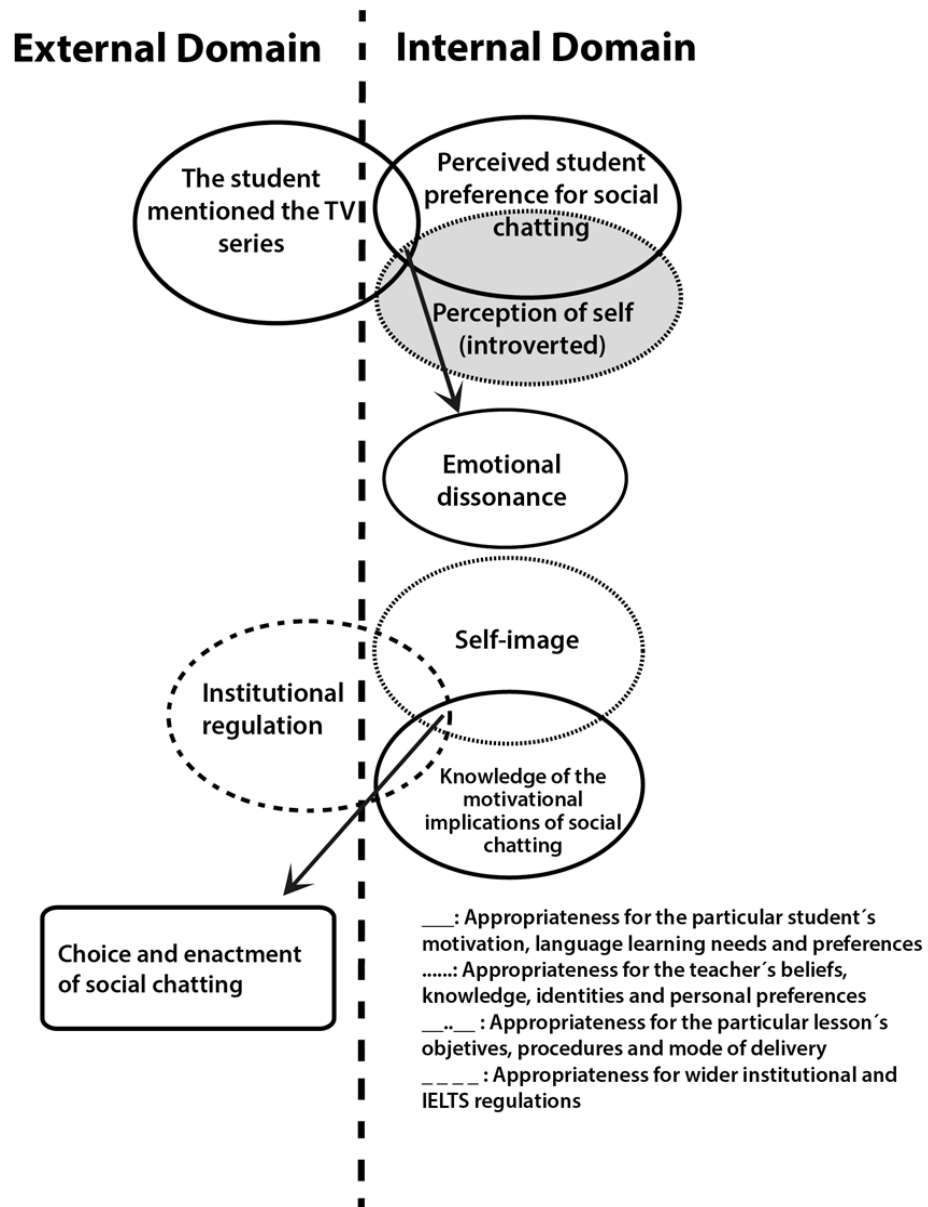 External Domain
Internal Domain
The student
mentioned the TV
series
Perceived student
preference for social
chatting
Perception of self
(introverted)
Emotional
dissonance
Self-image
Institutional
regulation
Knowledge of the
motivational
implications of social
chatting
Choice and enactment
of social chatting
___: Appropriateness for the particular student´s
motivation, language learning needs and preferences
......: Appropriateness for the teacher´s beliefs,
knowledge, identities and personal preferences
__..__ : Appropriateness for the particular lesson´s
objetives, procedures and mode of delivery
_ _ _ _ : Appropriateness for wider institutional and
IELTS regulations